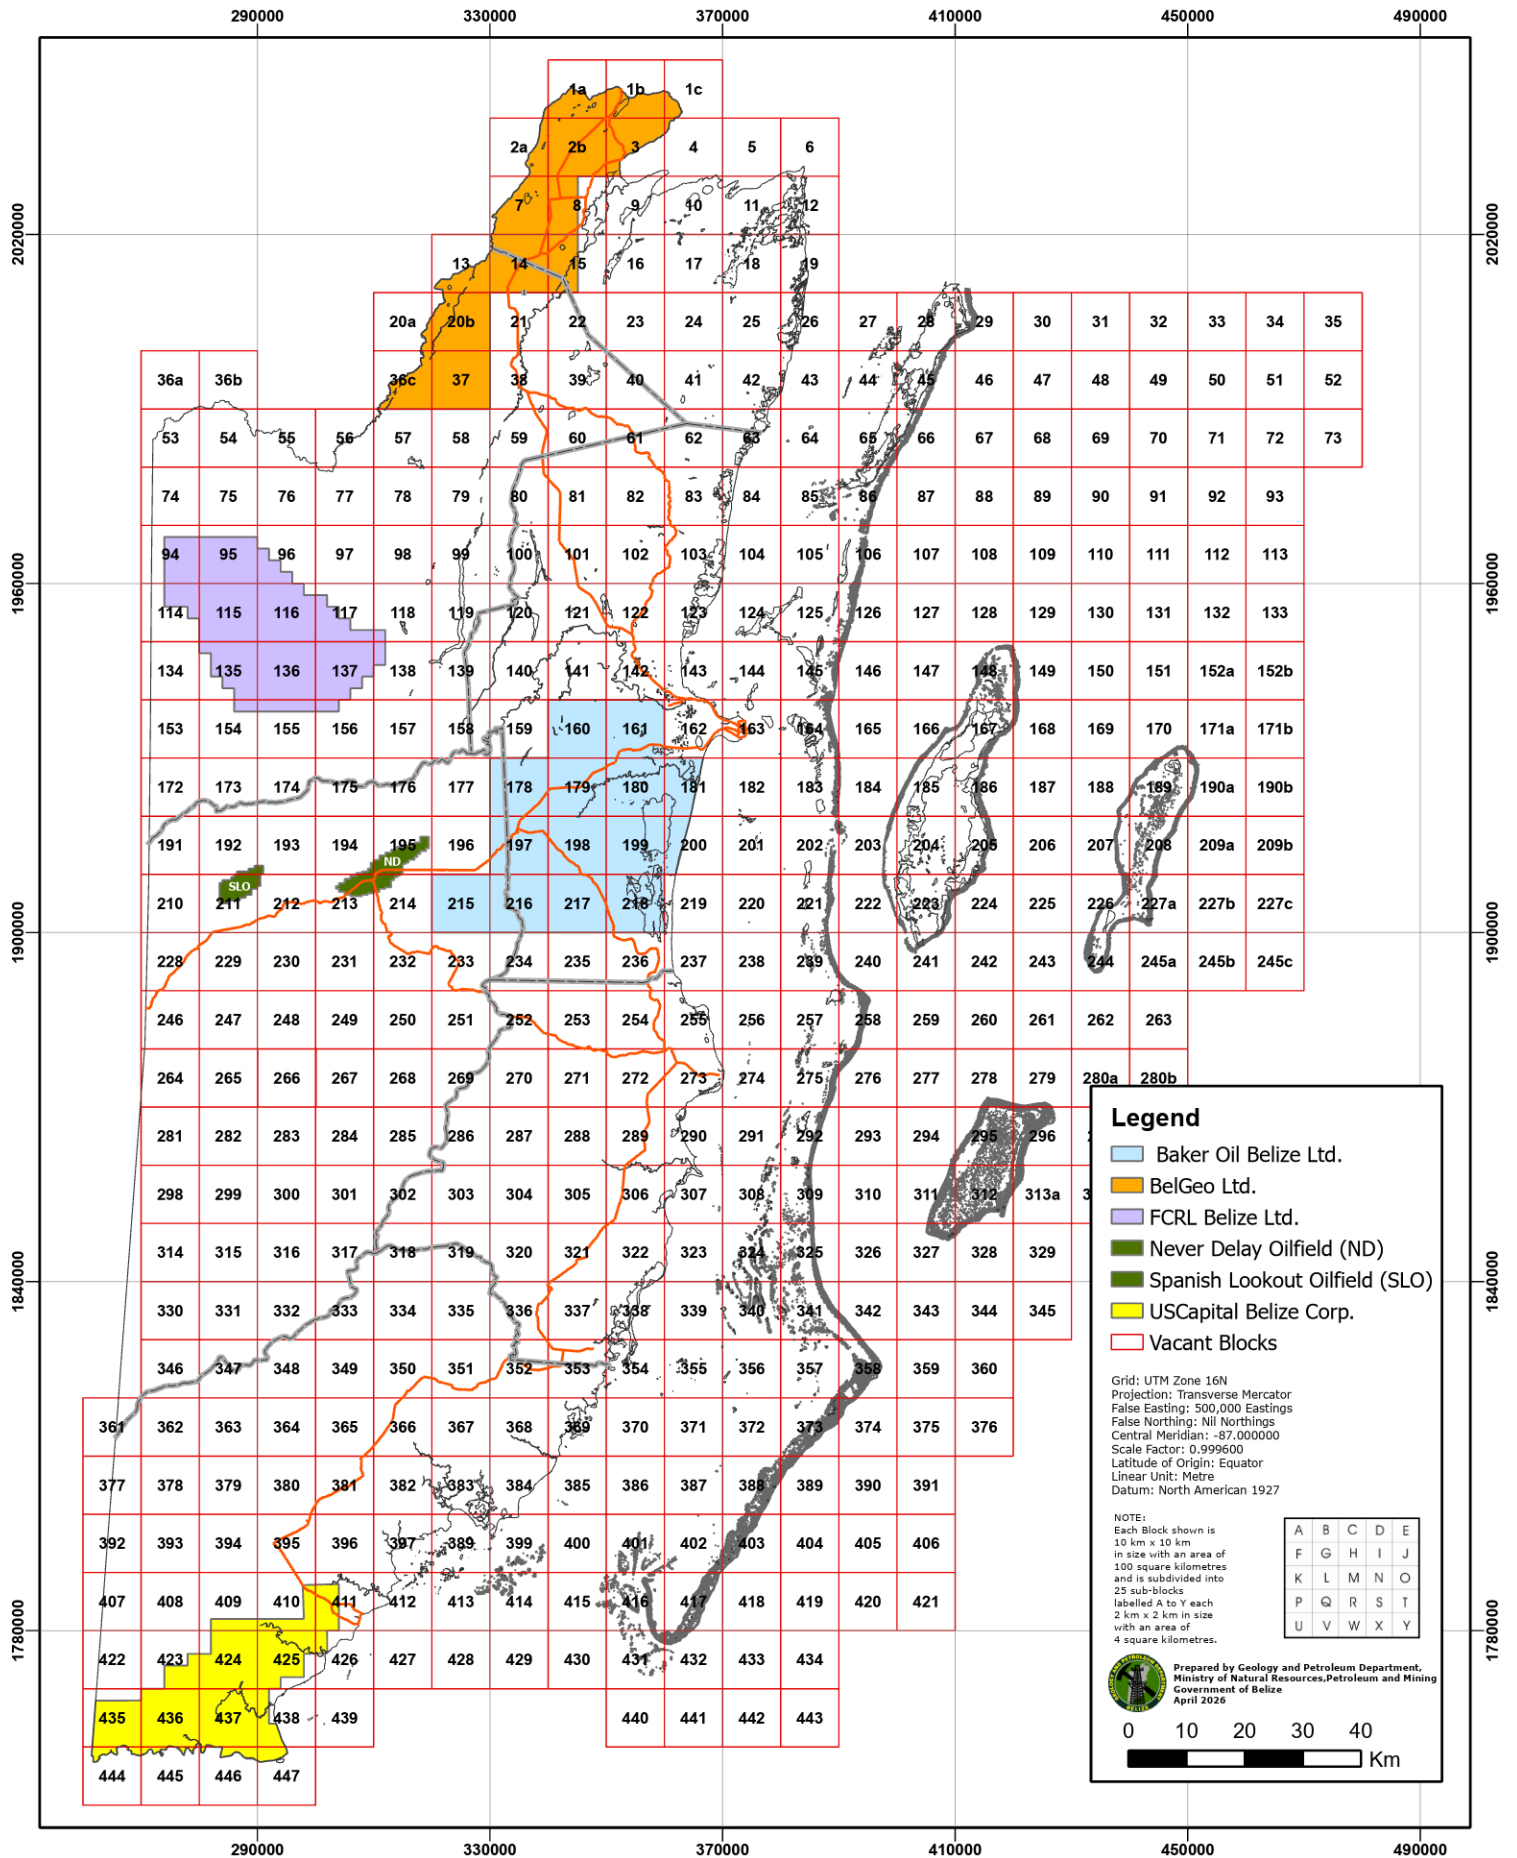 290000 330000 370000 410000 450000 490000
1a 1b 1c
2a 2b 3 4 5 6
7 8 9 10 11 12
2020000 2020000
13 14 15 16 17 18 19
20a 20b 21 22 23 24 25 26 27 28 29 30 31 32 33 34 35
36a 36b 36c 37 38 39 40 41 42 43 44 45 46 47 48 49 50 51 52
53 54 55 56 57 58 59 60 61 62 63 64 65 66 67 68 69 70 71 72 73
74 75 76 77 78 79 80 81 82 83 84 85 86 87 88 89 90 91 92 93
94 95 96 97 98 99 100 101 102 103 104 105 106 107 108 109 110 111 112 113
1960000 1960000
114 115 116 117 118 119 120 121 122 123 124 125 126 127 128 129 130 131 132 133
134 135 136 137 138 139 140 141 142 143 144 145 146 147 148 149 150 151 152a 152b
153 154 155 156 157 158 159 160 161 162 163 164 165 166 167 168 169 170 171a 171b
172 173 174 175 176 177 178 179 180 181 182 183 184 185 186 187 188 189 190a 190b
191 192 193 194 195 196 197 198 199 200 201 202 203 204 205 206 207 208 209a 209b
ND
SLO
210 211 212 213 214 215 216 217 218 219 220 221 222 223 224 225 226 227a 227b 227c
1900000 1900000
228 229 230 231 232 233 234 235 236 237 238 239 240 241 242 243 244 245a 245b 245c
246 247 248 249 250 251 252 253 254 255 256 257 258 259 260 261 262 263
264 265 266 267 268 269 270 271 272 273 274 275 276 277 278 279 280a 280b
281 282 283 284 285 286 287 288 289 290 291 292 293 294 295 296
298 299 300 301 302 303 304 305 306 307 308 309 310 311 312 313a
314 315 316 317 318 319 320 321 322 323 324 325 326 327 328 329
1840000 1840000
330 331 332 333 334 335 336 337 338 339 340 341 342 343 344 345
346 347 348 349 350 351 352 353 354 355 356 357 358 359 360
361 362 363 364 365 366 367 368 369 370 371 372 373 374 375 376
377 378 379 380 381 382 383 384 385 386 387 388 389 390 391
392 393 394 395 396 397 389 399 400 401 402 403 404 405 406
407 408 409 410 411 412 413 414 415 416 417 418 419 420 421
1780000 1780000
422 423 424 425 426 427 428 429 430 431 432 433 434
435 436 437 438 439 440 441 442 443
444 445 446 447
290000 330000 370000 410000 450000 490000
Legend
Baker Oil Belize Ltd.
BelGeo Ltd.
FCRL Belize Ltd.
Never Delay Oilfield (ND)
Spanish Lookout Oilfield (SLO)
USCapital Belize Corp.
Vacant Blocks
Grid: UTM Zone 16N
Projection: Transverse Mercator
False Easting: 500,000 Eastings
False Northing: Nil Northings
Central Meridian: -87.000000
Scale Factor: 0.999600
Latitude of Origin: Equator
Linear Unit: Metre
Datum: North American 1927
NOTE:
Each Block shown is
10 km x 10 km
in size with an area of
100 square kilometres
and is subdivided into
25 sub-blocks
labelled A to Y each
2 km x 2 km in size
with an area of
4 square kilometres.
A B C D E
F G H I J
K L M N O
P Q R S T
U V W X Y
Prepared by Geology and Petroleum Department,
Ministry of Natural Resources,Petroleum and Mining
Government of Belize
April 2026
0 10 20 30 40
Km